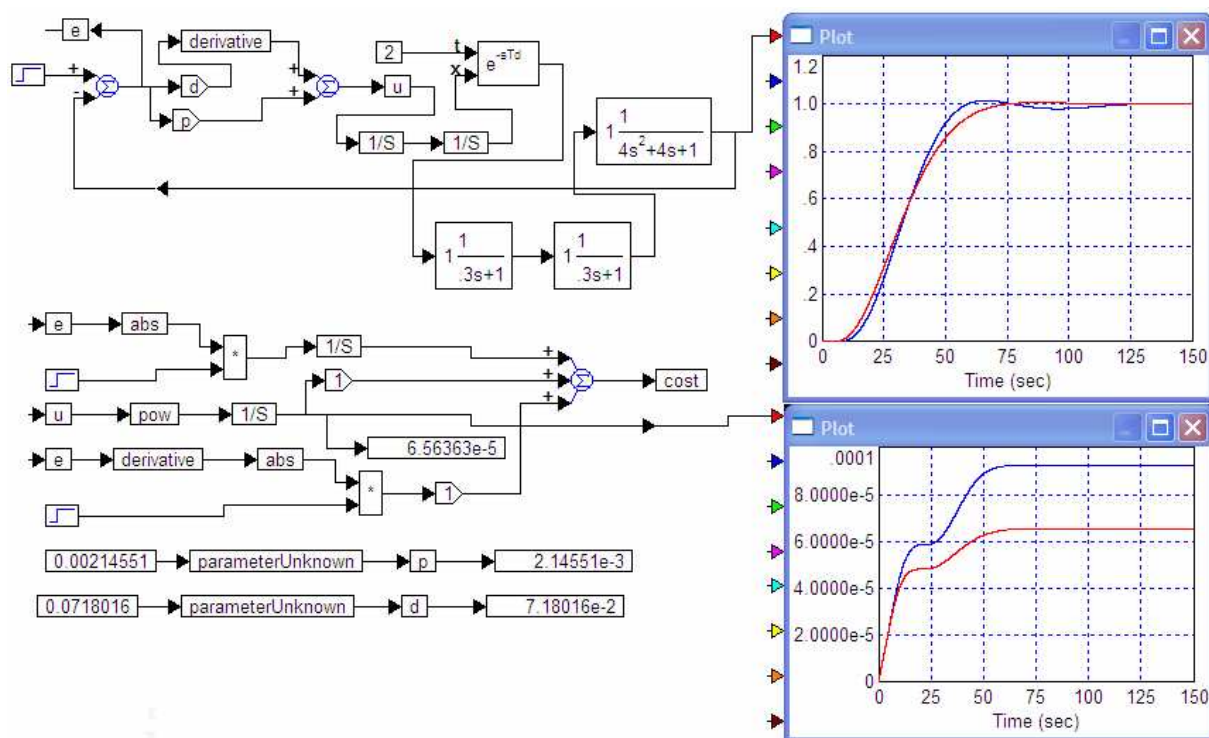 e
derivative
d
p
+
-
Σ
+
+
Σ
u
2
t
x
e^-sTd
1/S
1/S
1 1
4s²+4s+1
1 1
.3s+1
1 1
.3s+1
e
abs
*
1/S
+
+
+
Σ
cost
1
u
pow
1/S
6.56363e-5
e
derivative
abs
*
1
0.00214551
parameterUnknown
p
2.14551e-3
0.0718016
parameterUnknown
d
7.18016e-2
Plot
1.2
1.0
.8
.6
.4
.2
0
0 25 50 75 100 125 150
Time (sec)
Plot
.0001
8.0000e-5
6.0000e-5
4.0000e-5
2.0000e-5
0
0 25 50 75 100 125 150
Time (sec)